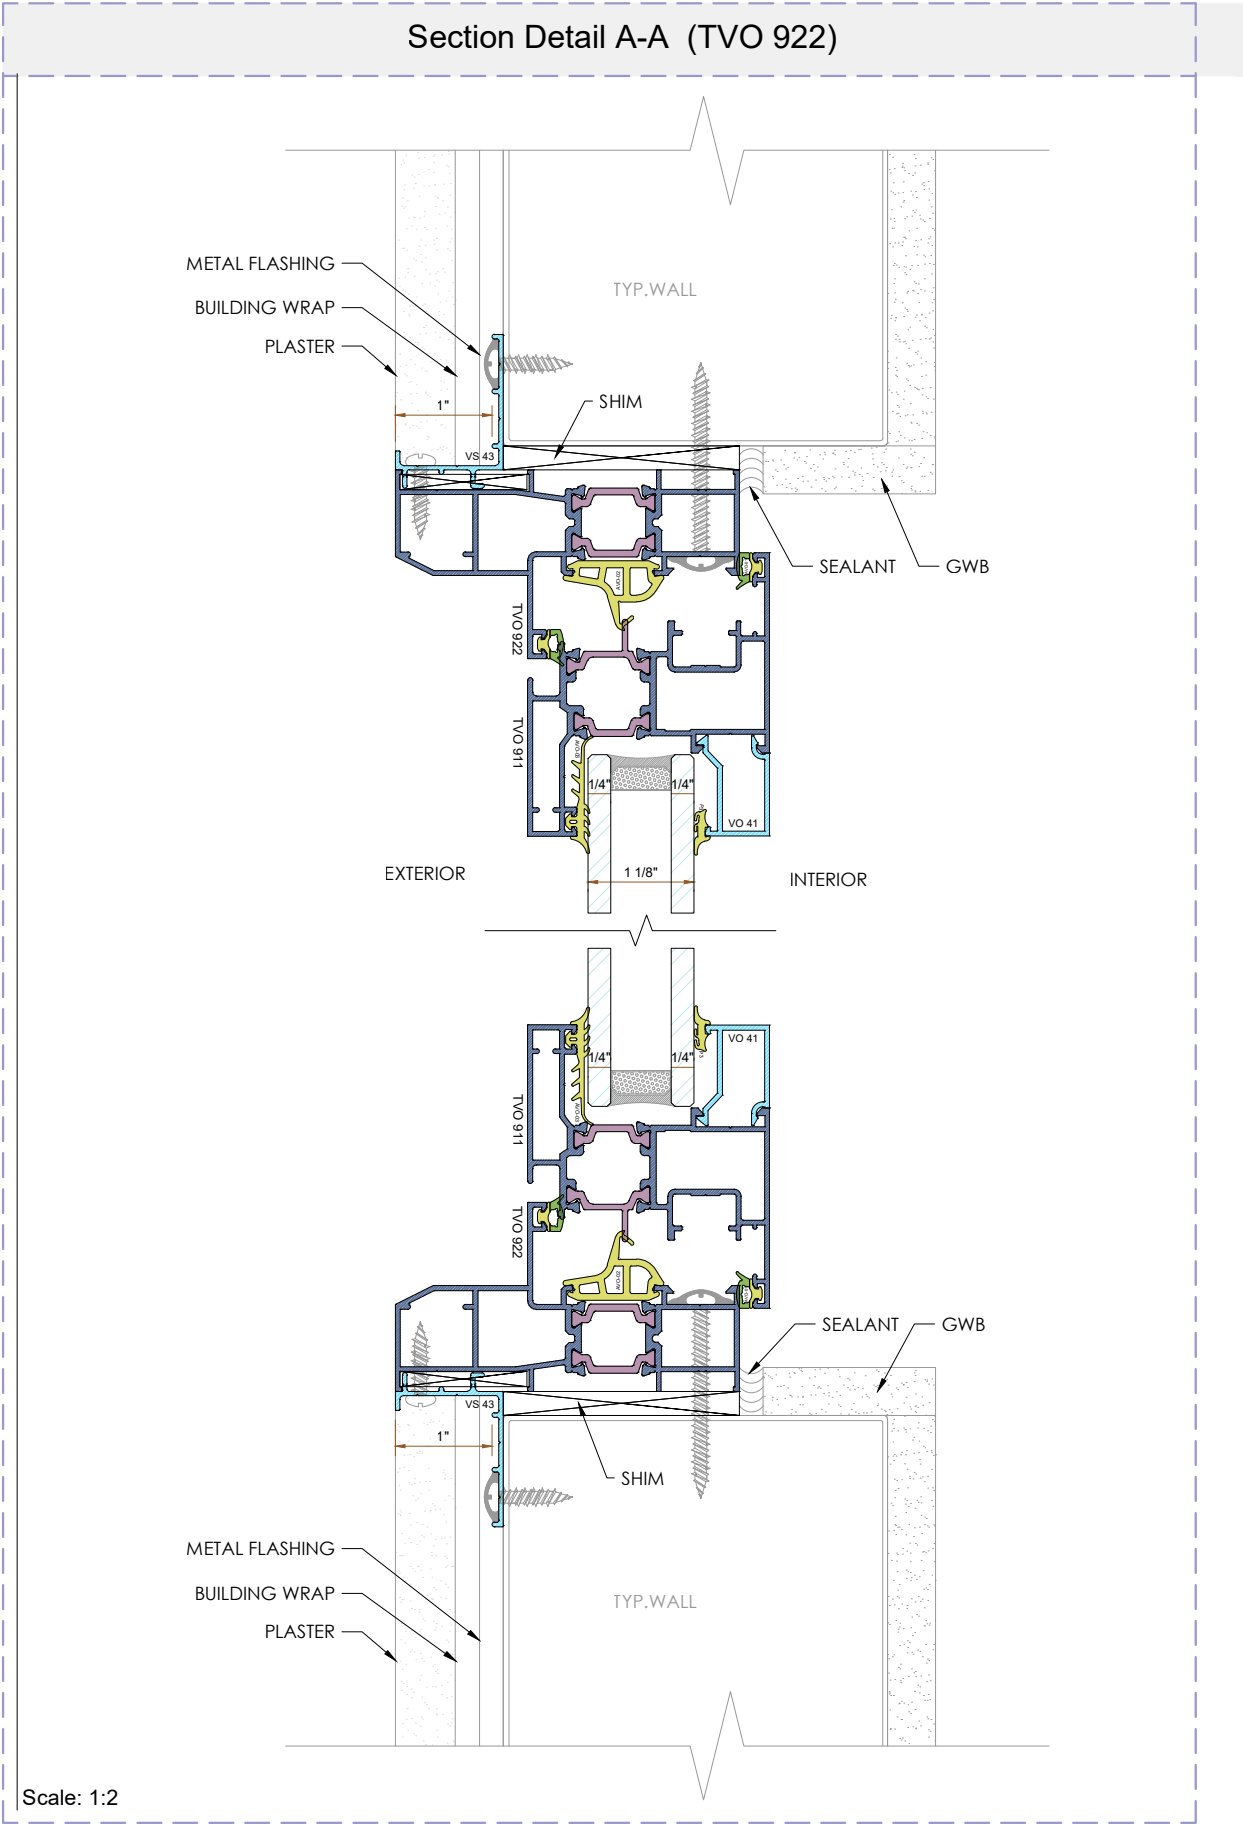 Section Detail A-A (TVO 922)
METAL FLASHING
BUILDING WRAP
PLASTER
TYP.WALL
SHIM
1"
VS 43
SEALANT
GWB
TVO 922
TVO 911
1/4"
1/4"
VO 41
EXTERIOR
1 1/8"
INTERIOR
VO 41
1/4"
1/4"
TVO 911
TVO 922
SEALANT
GWB
VS 43
1"
SHIM
METAL FLASHING
BUILDING WRAP
PLASTER
TYP.WALL
Scale: 1:2